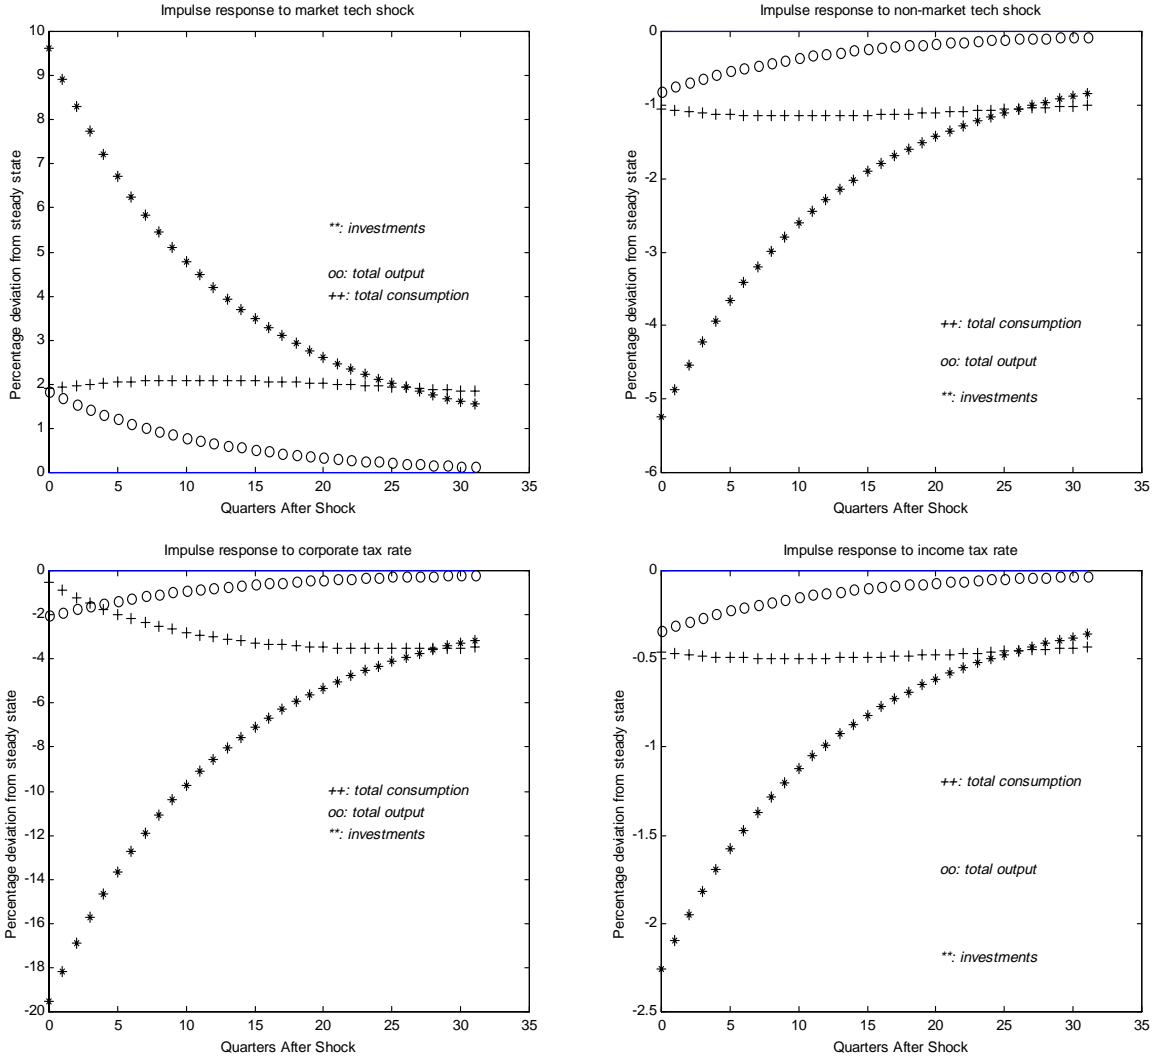 Impulse response to market tech shock
Percentage deviation from steady state
10
9
8
7
6
5
4
3
2
1
0
**: investments
oo: total output
++: total consumption
0 5 10 15 20 25 30 35
Quarters After Shock
Impulse response to non-market tech shock
Percentage deviation from steady state
0
-1
-2
-3
-4
-5
-6
++: total consumption
oo: total output
**: investments
0 5 10 15 20 25 30 35
Quarters After Shock
Impulse response to corporate tax rate
Percentage deviation from steady state
0
-2
-4
-6
-8
-10
-12
-14
-16
-18
-20
++: total consumption
oo: total output
**: investments
0 5 10 15 20 25 30 35
Quarters After Shock
Impulse response to income tax rate
Percentage deviation from steady state
0
-0.5
-1
-1.5
-2
-2.5
++: total consumption
oo: total output
**: investments
0 5 10 15 20 25 30 35
Quarters After Shock